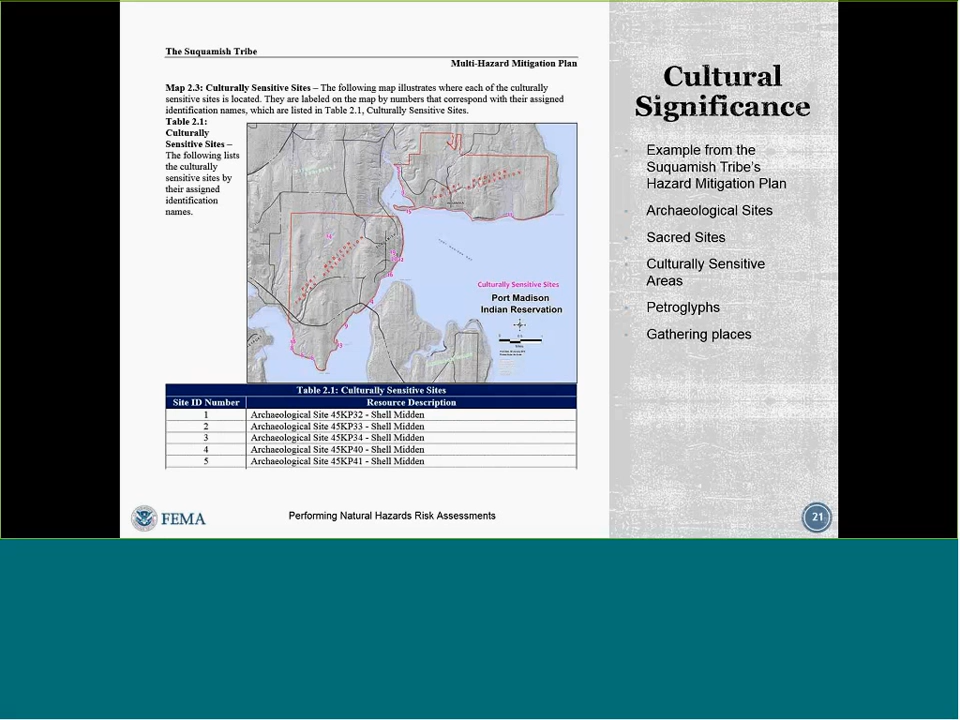 The Suquamish Tribe
Multi-Hazard Mitigation Plan
Map 2.3: Culturally Sensitive Sites – The following map illustrates where each of the culturally
sensitive sites is located. They are labeled on the map by numbers that correspond with their assigned
identification names, which are listed in Table 2.1, Culturally Sensitive Sites.
Table 2.1:
Culturally
Sensitive Sites –
The following lists
the culturally
sensitive sites by
their assigned
identification
names.
Culturally Sensitive Sites
Port Madison
Indian Reservation
Table 2.1: Culturally Sensitive Sites
Site ID Number Resource Description
1 Archaeological Site 45KP32 - Shell Midden
2 Archaeological Site 45KP33 - Shell Midden
3 Archaeological Site 45KP34 - Shell Midden
4 Archaeological Site 45KP40 - Shell Midden
5 Archaeological Site 45KP41 - Shell Midden
FEMA
Performing Natural Hazards Risk Assessments
Cultural
Significance
Example from the
Suquamish Tribe's
Hazard Mitigation Plan
Archaeological Sites
Sacred Sites
Culturally Sensitive
Areas
Petroglyphs
Gathering places
21